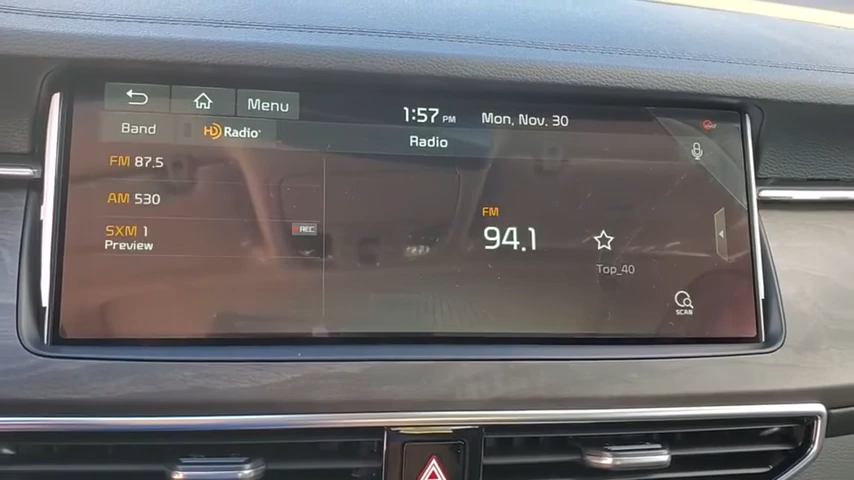 Menu
1:57 PM
Mon, Nov. 30
Band
HD Radio
Radio
FM 87.5
AM 530
SXM 1
Preview
REC
FM
94.1
Top_40
SCAN